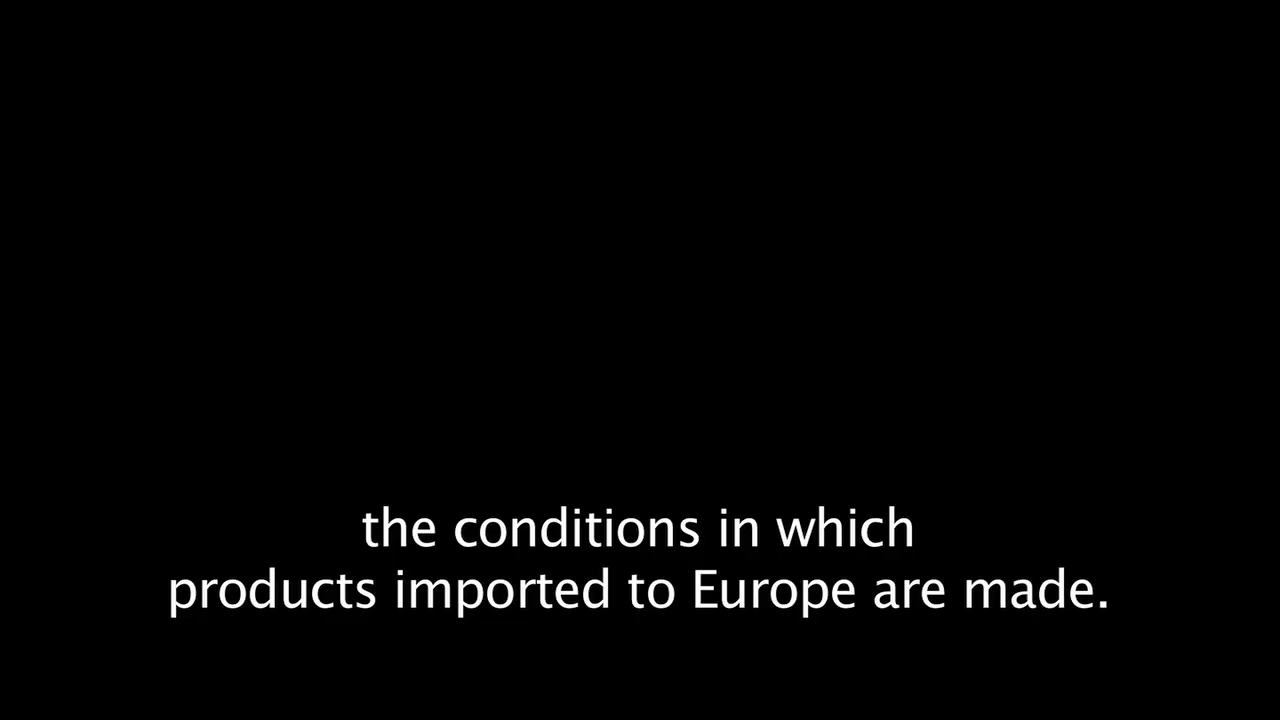 the conditions in which
products imported to Europe are made.